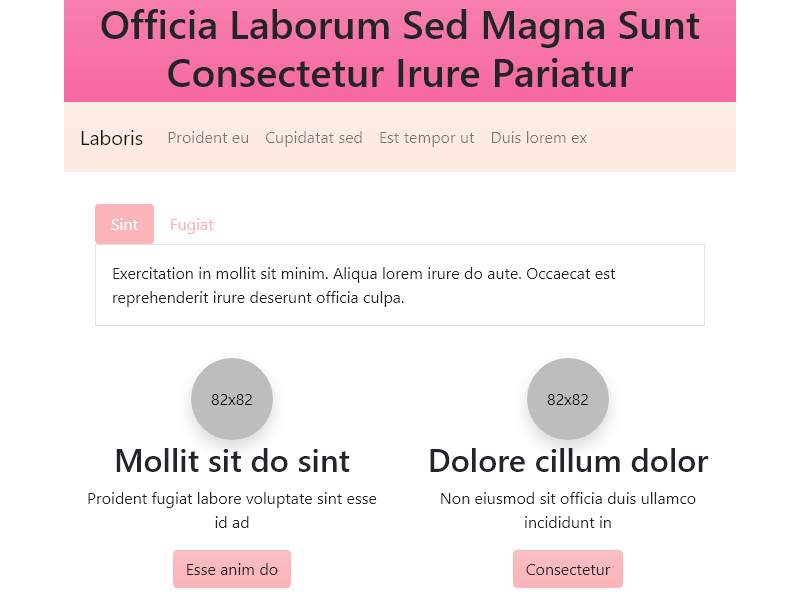 Officia Laborum Sed Magna Sunt
Consectetur Irure Pariatur
Laboris Proident eu Cupidatat sed Est tempor ut Duis lorem ex
Sint Fugiat
Exercitation in mollit sit minim. Aliqua lorem irure do aute. Occaecat est
reprehenderit irure deserunt officia culpa.
82x82
Mollit sit do sint
Proident fugiat labore voluptate sint esse
id ad
Esse anim do
82x82
Dolore cillum dolor
Non eiusmod sit officia duis ullamco
incididunt in
Consectetur